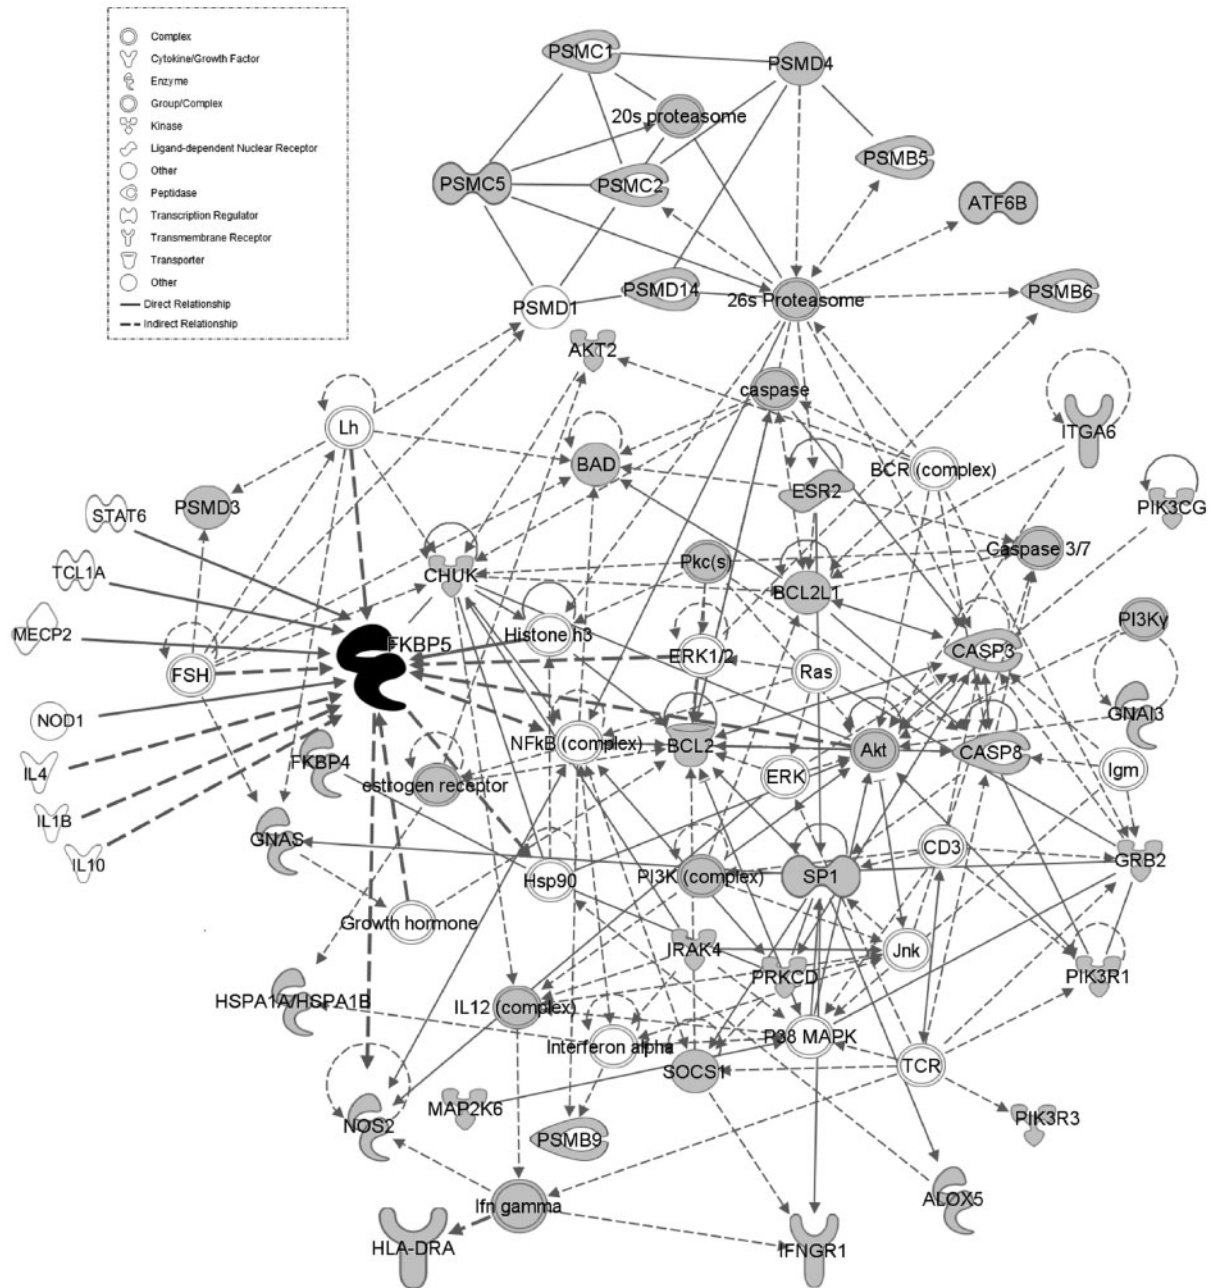 Complex
Cytokine/Growth Factor
Enzyme
Group/Complex
Kinase
Ligand-dependent Nuclear Receptor
Other
Peptidase
Transcription Regulator
Transmembrane Receptor
Transporter
Other
Direct Relationship
Indirect Relationship
PSMC1
PSMD4
20s proteasome
PSMB5
PSMC5
PSMC2
ATF6B
PSMD14
26s Proteasome
PSMB6
PSMD1
AKT2
caspase
ITGA6
Lh
BAD
BCR (complex)
ESR2
PSMD3
PIK3CG
STAT6
Pkc(s)
Caspase 3/7
TCL1A
CHUK
BCL2L1
MECP2
FKBP5
Histone h3
ERK1/2
CASP3
PI3Kγ
FSH
Ras
NOD1
GNAI3
NFkB (complex)
BCL2
Akt
CASP8
FKBP4
IL4
estrogen receptor
ERK
Igm
IL1B
GNAS
CD3
IL10
Hsp90
PI3K (complex)
SP1
GRB2
Growth hormone
IRAK4
Jnk
PRKCD
PIK3R1
HSPA1A/HSPA1B
IL12 (complex)
Interferon alpha
P38 MAPK
TCR
SOCS1
MAP2K6
NOS2
PSMB9
PIK3R3
Ifn gamma
ALOX5
HLA-DRA
IFNGR1